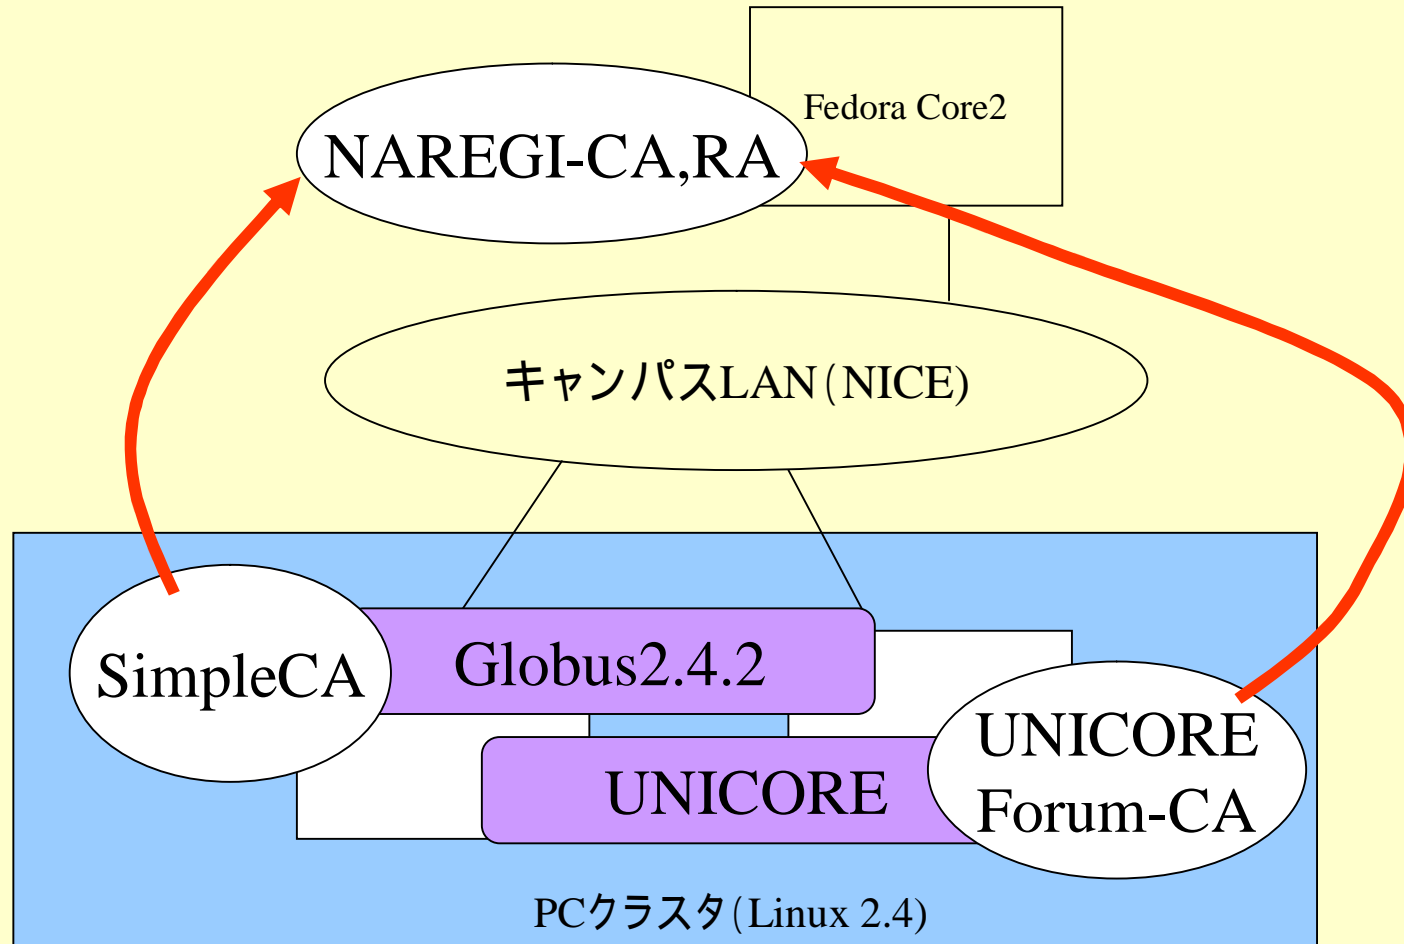 Fedora Core2
NAREGI-CA,RA
キャンパスLAN(NICE)
SimpleCA
Globus2.4.2
UNICORE
UNICORE
Forum-CA
PCクラスタ(Linux 2.4)